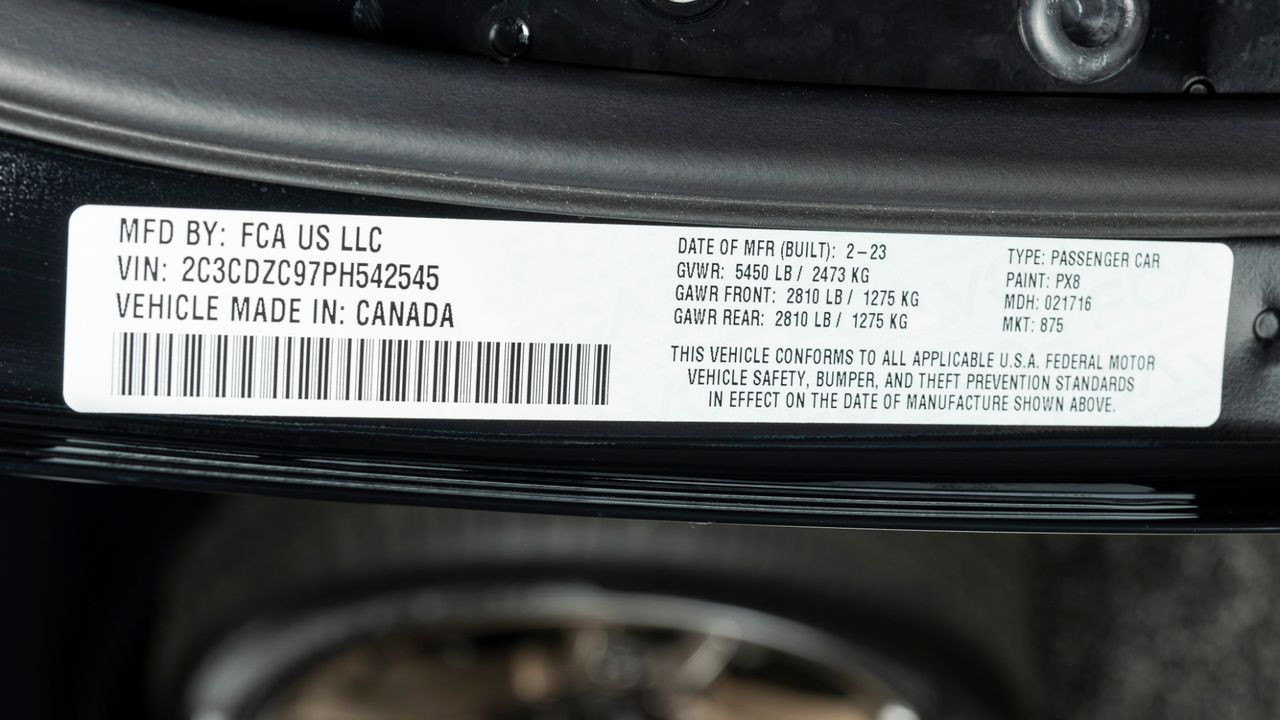 MFD BY: FCA US LLC
VIN: 2C3CDZC97PH542545
VEHICLE MADE IN: CANADA
DATE OF MFR (BUILT): 2-23
GVWR: 5450 LB / 2473 KG
GAWR FRONT: 2810 LB / 1275 KG
GAWR REAR: 2810 LB / 1275 KG
TYPE: PASSENGER CAR
PAINT: PX8
MDH: 021716
MKT: 875
THIS VEHICLE CONFORMS TO ALL APPLICABLE U.S.A. FEDERAL MOTOR
VEHICLE SAFETY, BUMPER, AND THEFT PREVENTION STANDARDS
IN EFFECT ON THE DATE OF MANUFACTURE SHOWN ABOVE.